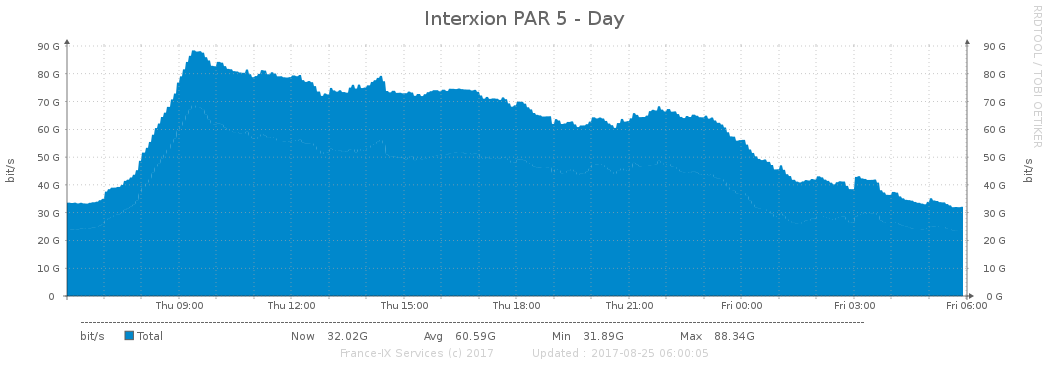 Interxion PAR 5 - Day
RRDTOOL / TOBI OETIKER
90 G 90 G
80 G 80 G
70 G 70 G
60 G 60 G
50 G 50 G
40 G 40 G
30 G 30 G
20 G 20 G
10 G 10 G
0 0 G
bit/s
bit/s
Thu 09:00 Thu 12:00 Thu 15:00 Thu 18:00 Thu 21:00 Fri 00:00 Fri 03:00 Fri 06:00
bit/s Total Now 32.02G Avg 60.59G Min 31.89G Max 88.34G
France-IX Services (c) 2017 Updated : 2017-08-25 06:00:05